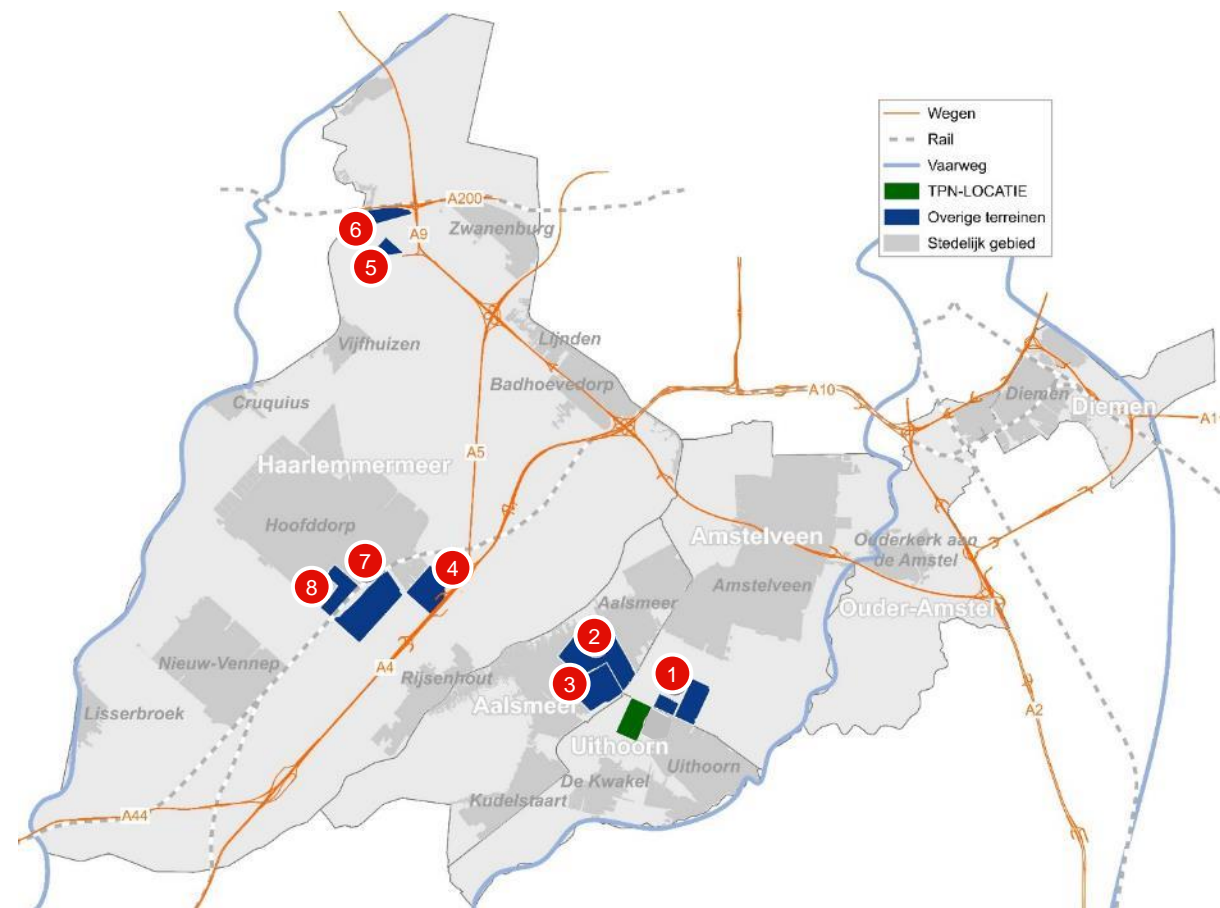 Wegen
Rail
Vaarweg
TPN-LOCATIE
Overige terreinen
Stedelijk gebied
A200
6
A9
Zwanenburg
5
Vijfhuizen
Lijnden
Badhoevedorp
Cruquius
A10
Diemen
Diemen
A1
A5
Haarlemmermeer
Hoofddorp
Amstelveen
Ouderkerk aan
de Amstel
7
4
8
Amstelveen
Aalsmeer
Ouder-Amstel
2
Nieuw-Vennep
A4
Rijsenhout
1
3
Lisserbroek
Aalsmeer
A2
Uithoorn
Uithoorn
De Kwakel
Kudelstaart
A44